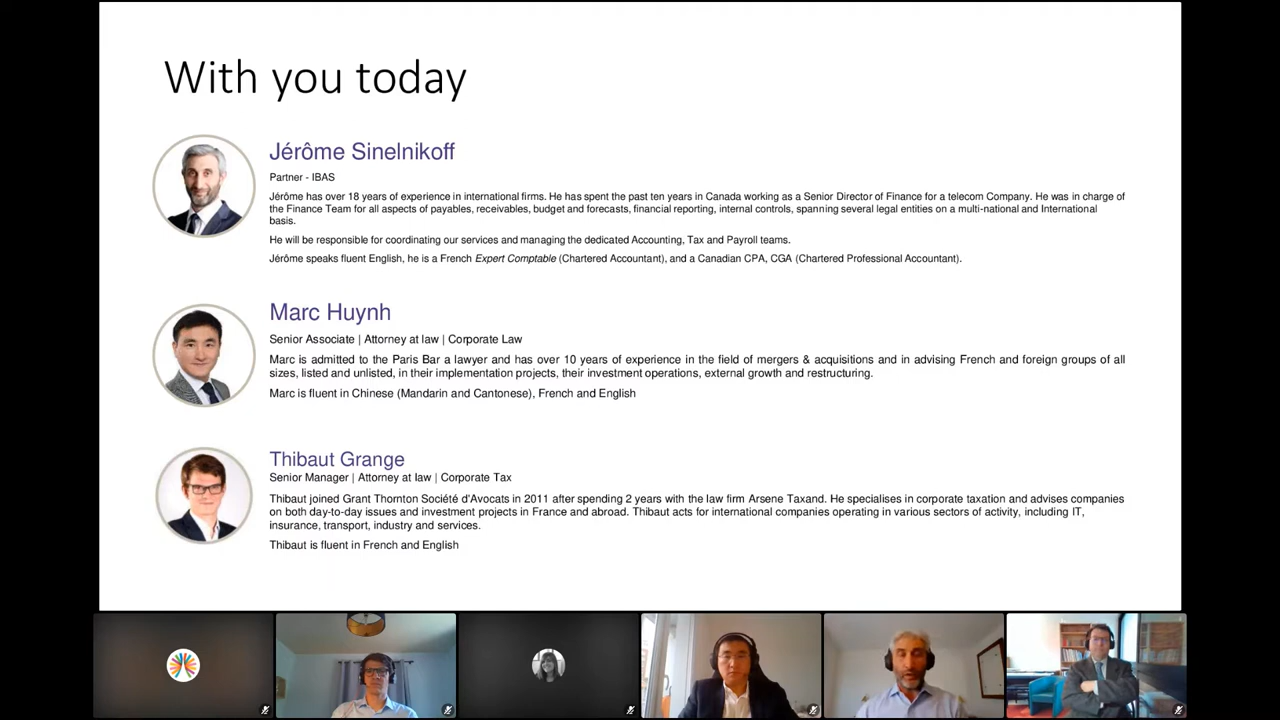 With you today
Jérôme Sinelnikoff
Partner - IBAS
Jérôme has over 18 years of experience in international firms. He has spent the past ten years in Canada working as a Senior Director of Finance for a telecom Company. He was in charge of
the Finance Team for all aspects of payables, receivables, budget and forecasts, financial reporting, internal controls, spanning several legal entities on a multi-national and International
basis.
He will be responsible for coordinating our services and managing the dedicated Accounting, Tax and Payroll teams.
Jérôme speaks fluent English, he is a French Expert Comptable (Chartered Accountant), and a Canadian CPA, CGA (Chartered Professional Accountant).
Marc Huynh
Senior Associate | Attorney at law | Corporate Law
Marc is admitted to the Paris Bar a lawyer and has over 10 years of experience in the field of mergers & acquisitions and in advising French and foreign groups of all
sizes, listed and unlisted, in their implementation projects, their investment operations, external growth and restructuring.
Marc is fluent in Chinese (Mandarin and Cantonese), French and English
Thibaut Grange
Senior Manager | Attorney at law | Corporate Tax
Thibaut joined Grant Thornton Société d'Avocats in 2011 after spending 2 years with the law firm Arsene Taxand. He specialises in corporate taxation and advises companies
on both day-to-day issues and investment projects in France and abroad. Thibaut acts for international companies operating in various sectors of activity, including IT,
insurance, transport, industry and services.
Thibaut is fluent in French and English